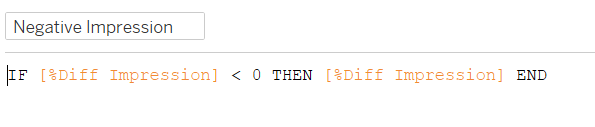 Negative Impression
IF [%Diff Impression] < 0 THEN [%Diff Impression] END